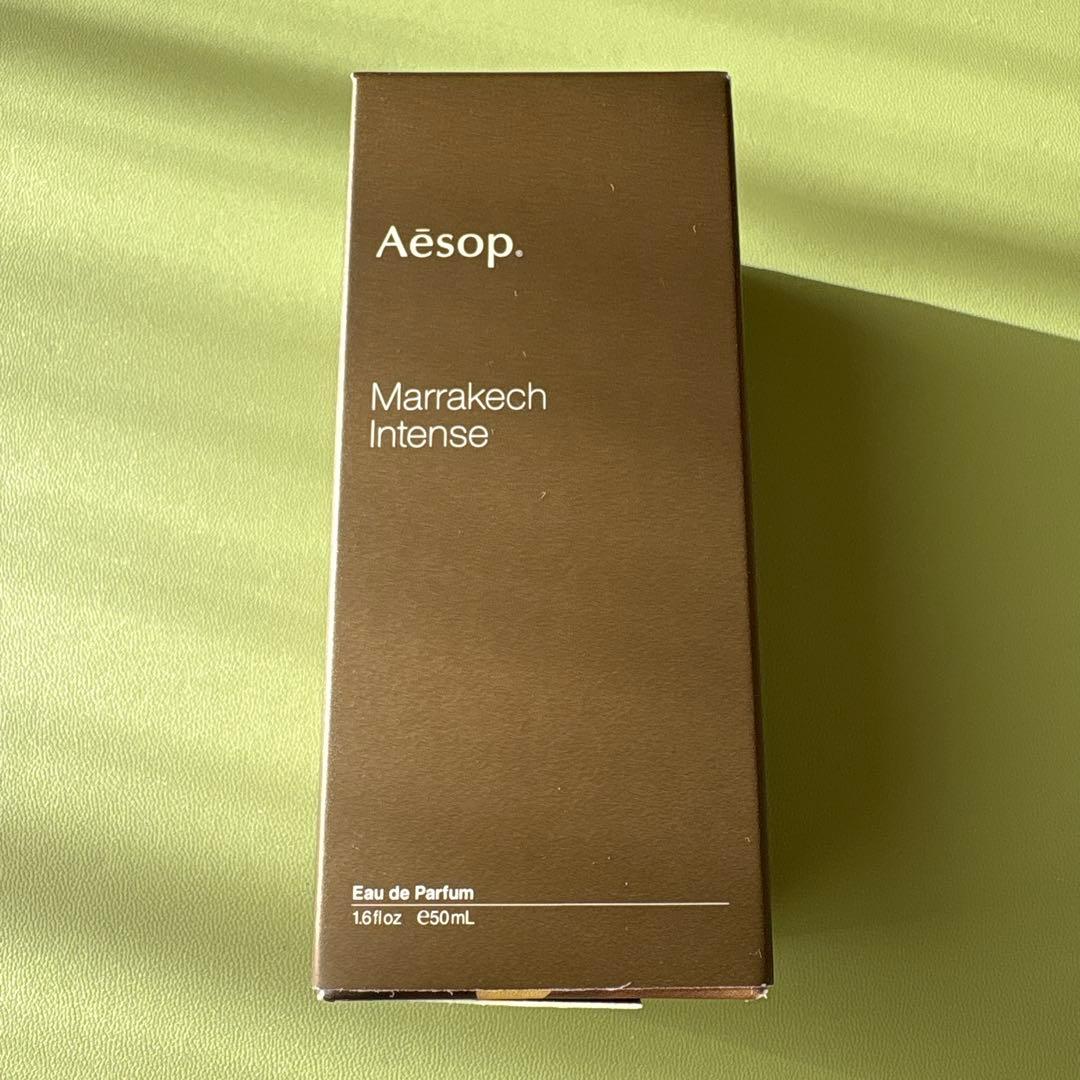 Aēsop®
Marrakech
Intense
Eau de Parfum
1.6 fl oz ℮50 mL